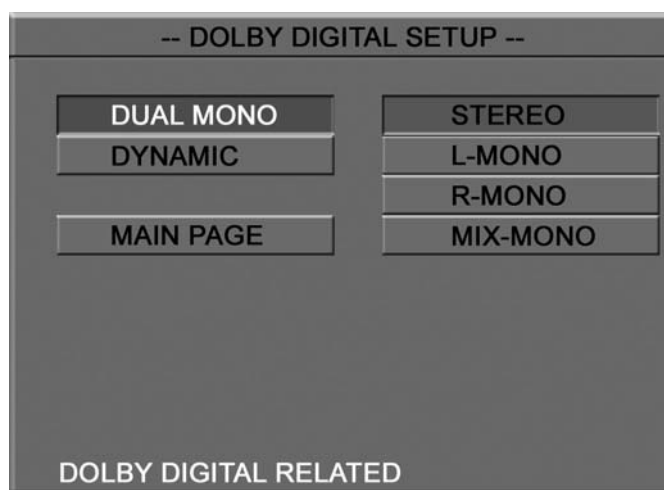 -- DOLBY DIGITAL SETUP --
DUAL MONO
DYNAMIC
MAIN PAGE
STEREO
L-MONO
R-MONO
MIX-MONO
DOLBY DIGITAL RELATED